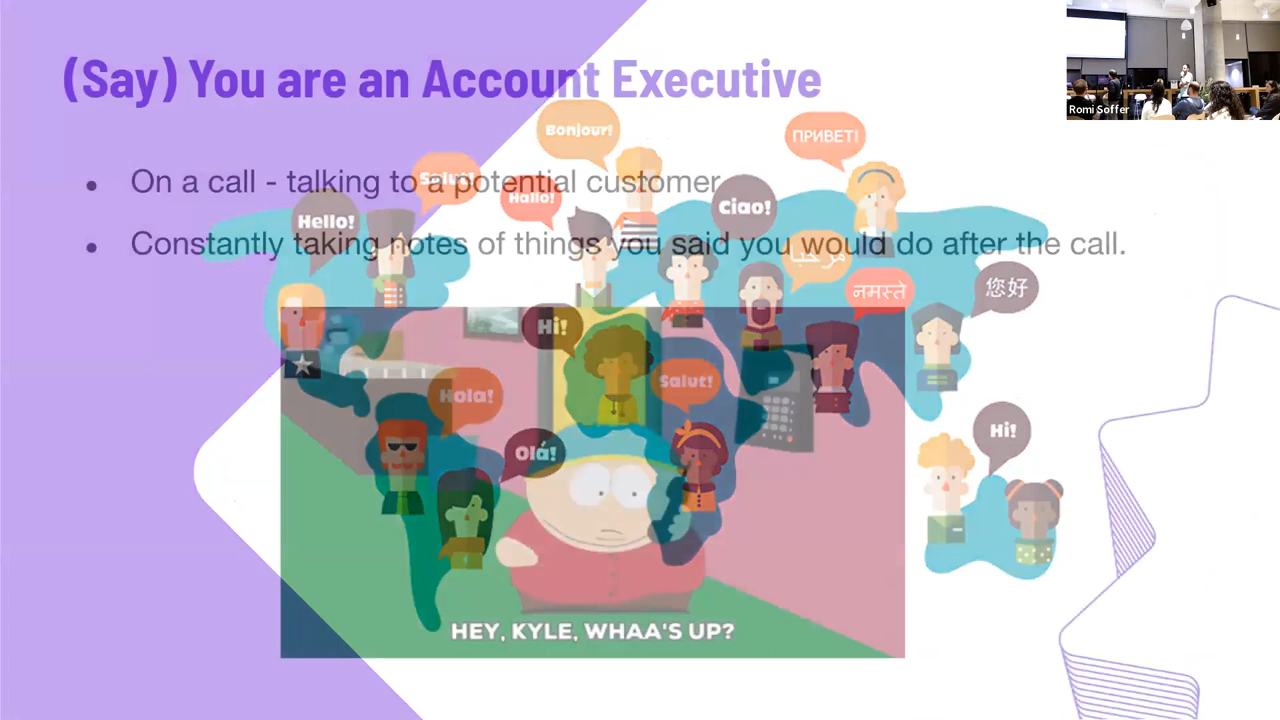 (Say) You are an Account Executive
Romi Soffer
Bonjour!
ПРИВЕТ!
On a call - talking to a potential customer
Salut!
Hallo!
Ciao!
Hello!
Constantly taking notes of things you said you would do after the call.
مرحبا
नमस्ते
您好
Hi!
Salut!
Hola!
Hi!
Olá!
HEY, KYLE, WHAA'S UP?